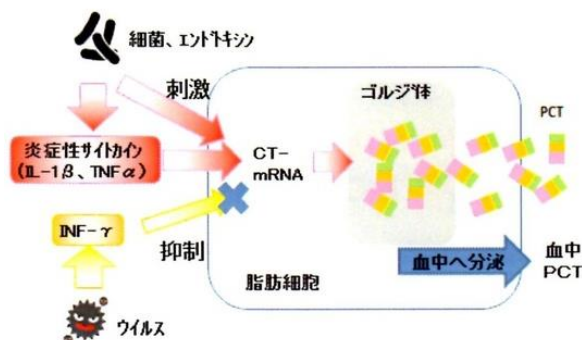 細菌、エンドトキシン
刺激
ゴルジ体
PCT
炎症性サイトカイン
(IL-1β、TNFα)
CT-
mRNA
INF-γ
抑制
血中へ分泌
血中
PCT
脂肪細胞
ウイルス